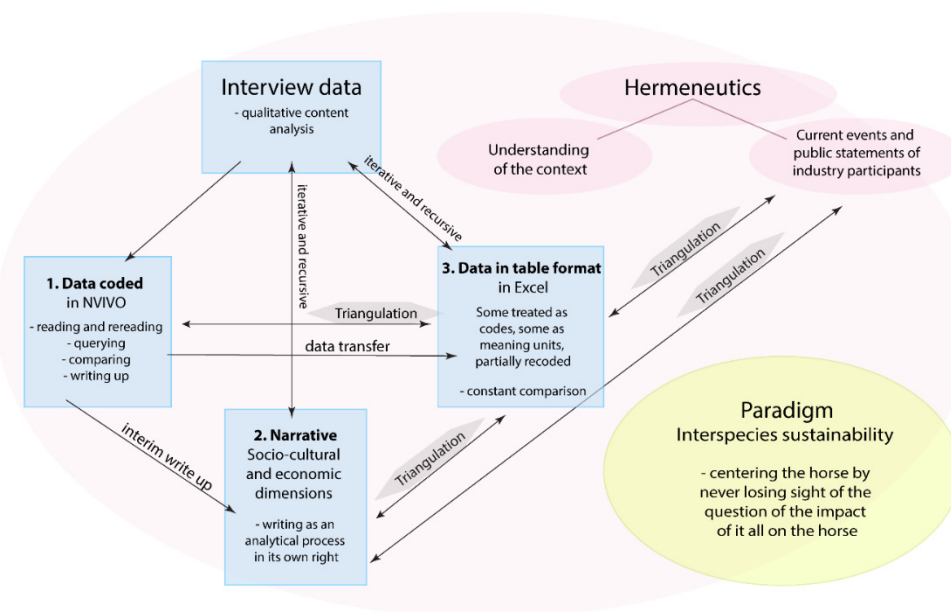 Interview data
- qualitative content
analysis
Hermeneutics
Understanding
of the context
Current events and
public statements of
industry participants
iterative and recursive
iterative and recursive
1. Data coded
in NVIVO
- reading and rereading
- querying
- comparing
- writing up
Triangulation
data transfer
3. Data in table format
in Excel
Some treated as
codes, some as
meaning units,
partially recoded
- constant comparison
Triangulation
Triangulation
interim write up
2. Narrative
Socio-cultural
and economic
dimensions
- writing as an
analytical process
in its own right
Triangulation
Paradigm
Interspecies sustainability
- centering the horse by
never losing sight of the
question of the impact
of it all on the horse